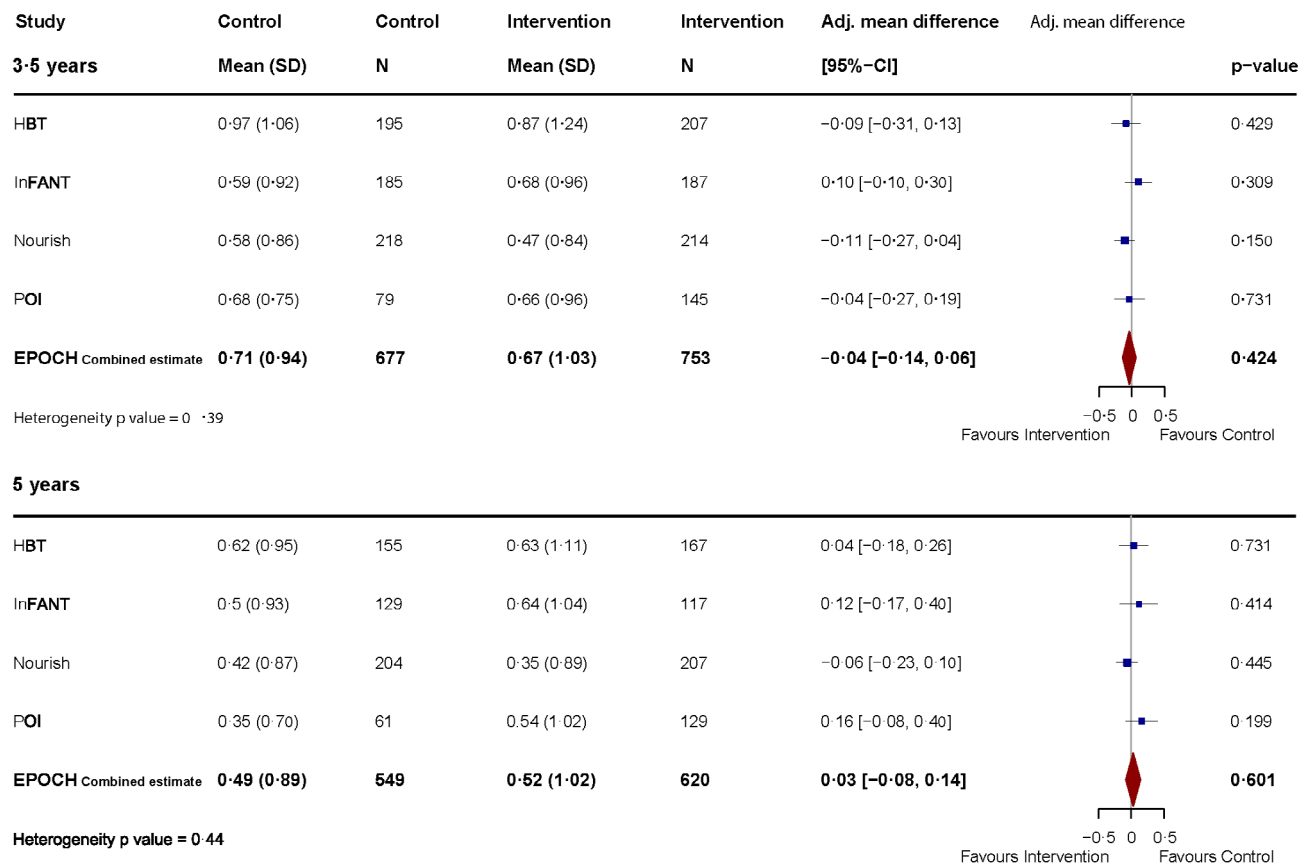 Study Control Control Intervention Intervention Adj. mean difference Adj. mean difference
3·5 years Mean (SD) N Mean (SD) N [95%−CI] p−value
HBT 0·97 (1·06) 195 0·87 (1·24) 207 −0·09 [−0·31, 0·13] 0·429
InFANT 0·59 (0·92) 185 0·68 (0·96) 187 0·10 [−0·10, 0·30] 0·309
Nourish 0·58 (0·86) 218 0·47 (0·84) 214 −0·11 [−0·27, 0·04] 0·150
POI 0·68 (0·75) 79 0·66 (0·96) 145 −0·04 [−0·27, 0·19] 0·731
EPOCH Combined estimate 0·71 (0·94) 677 0·67 (1·03) 753 −0·04 [−0·14, 0·06] 0·424
−0·5 0 0·5
Heterogeneity p value = 0 ·39
Favours Intervention Favours Control
5 years
HBT 0·62 (0·95) 155 0·63 (1·11) 167 0·04 [−0·18, 0·26] 0·731
InFANT 0·5 (0·93) 129 0·64 (1·04) 117 0·12 [−0·17, 0·40] 0·414
Nourish 0·42 (0·87) 204 0·35 (0·89) 207 −0·06 [−0·23, 0·10] 0·445
POI 0·35 (0·70) 61 0.54 (1·02) 129 0·16 [−0·08, 0·40] 0·199
EPOCH Combined estimate 0·49 (0·89) 549 0·52 (1·02) 620 0·03 [−0·08, 0·14] 0·601
−0·5 0 0·5
Heterogeneity p value = 0·44
Favours Intervention Favours Control